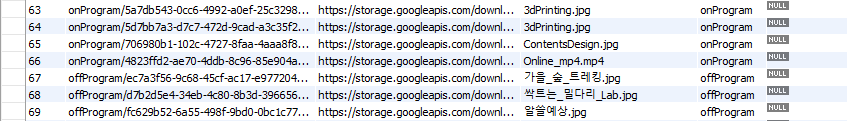 63 onProgram/5a7db543-0cc6-4992-a0ef-25c3298... https://storage.googleapis.com/downl... 3dPrinting.jpg onProgram NULL
64 onProgram/5d7bb7a3-d7c7-472d-9cad-a3c35f2... https://storage.googleapis.com/downl... 3dPrinting.jpg onProgram NULL
65 onProgram/706980b1-102c-4727-8faa-4aaa8f8... https://storage.googleapis.com/downl... ContentsDesign.jpg onProgram NULL
66 onProgram/4823ffd2-ae70-4ddb-8c96-85e904a... https://storage.googleapis.com/downl... Online_mp4.mp4 onProgram NULL
67 offProgram/ec7a3f56-9c68-45cf-ac17-e977204... https://storage.googleapis.com/downl... 가을_숲_트레킹.jpg offProgram NULL
68 offProgram/d7b2d5e4-34eb-4c80-8b3d-396656... https://storage.googleapis.com/downl... 싹트는_밀다리_Lab.jpg offProgram NULL
69 offProgram/fc629b52-6a55-498f-9bd0-0bc1c77... https://storage.googleapis.com/downl... 알쓸예상.jpg offProgram NULL